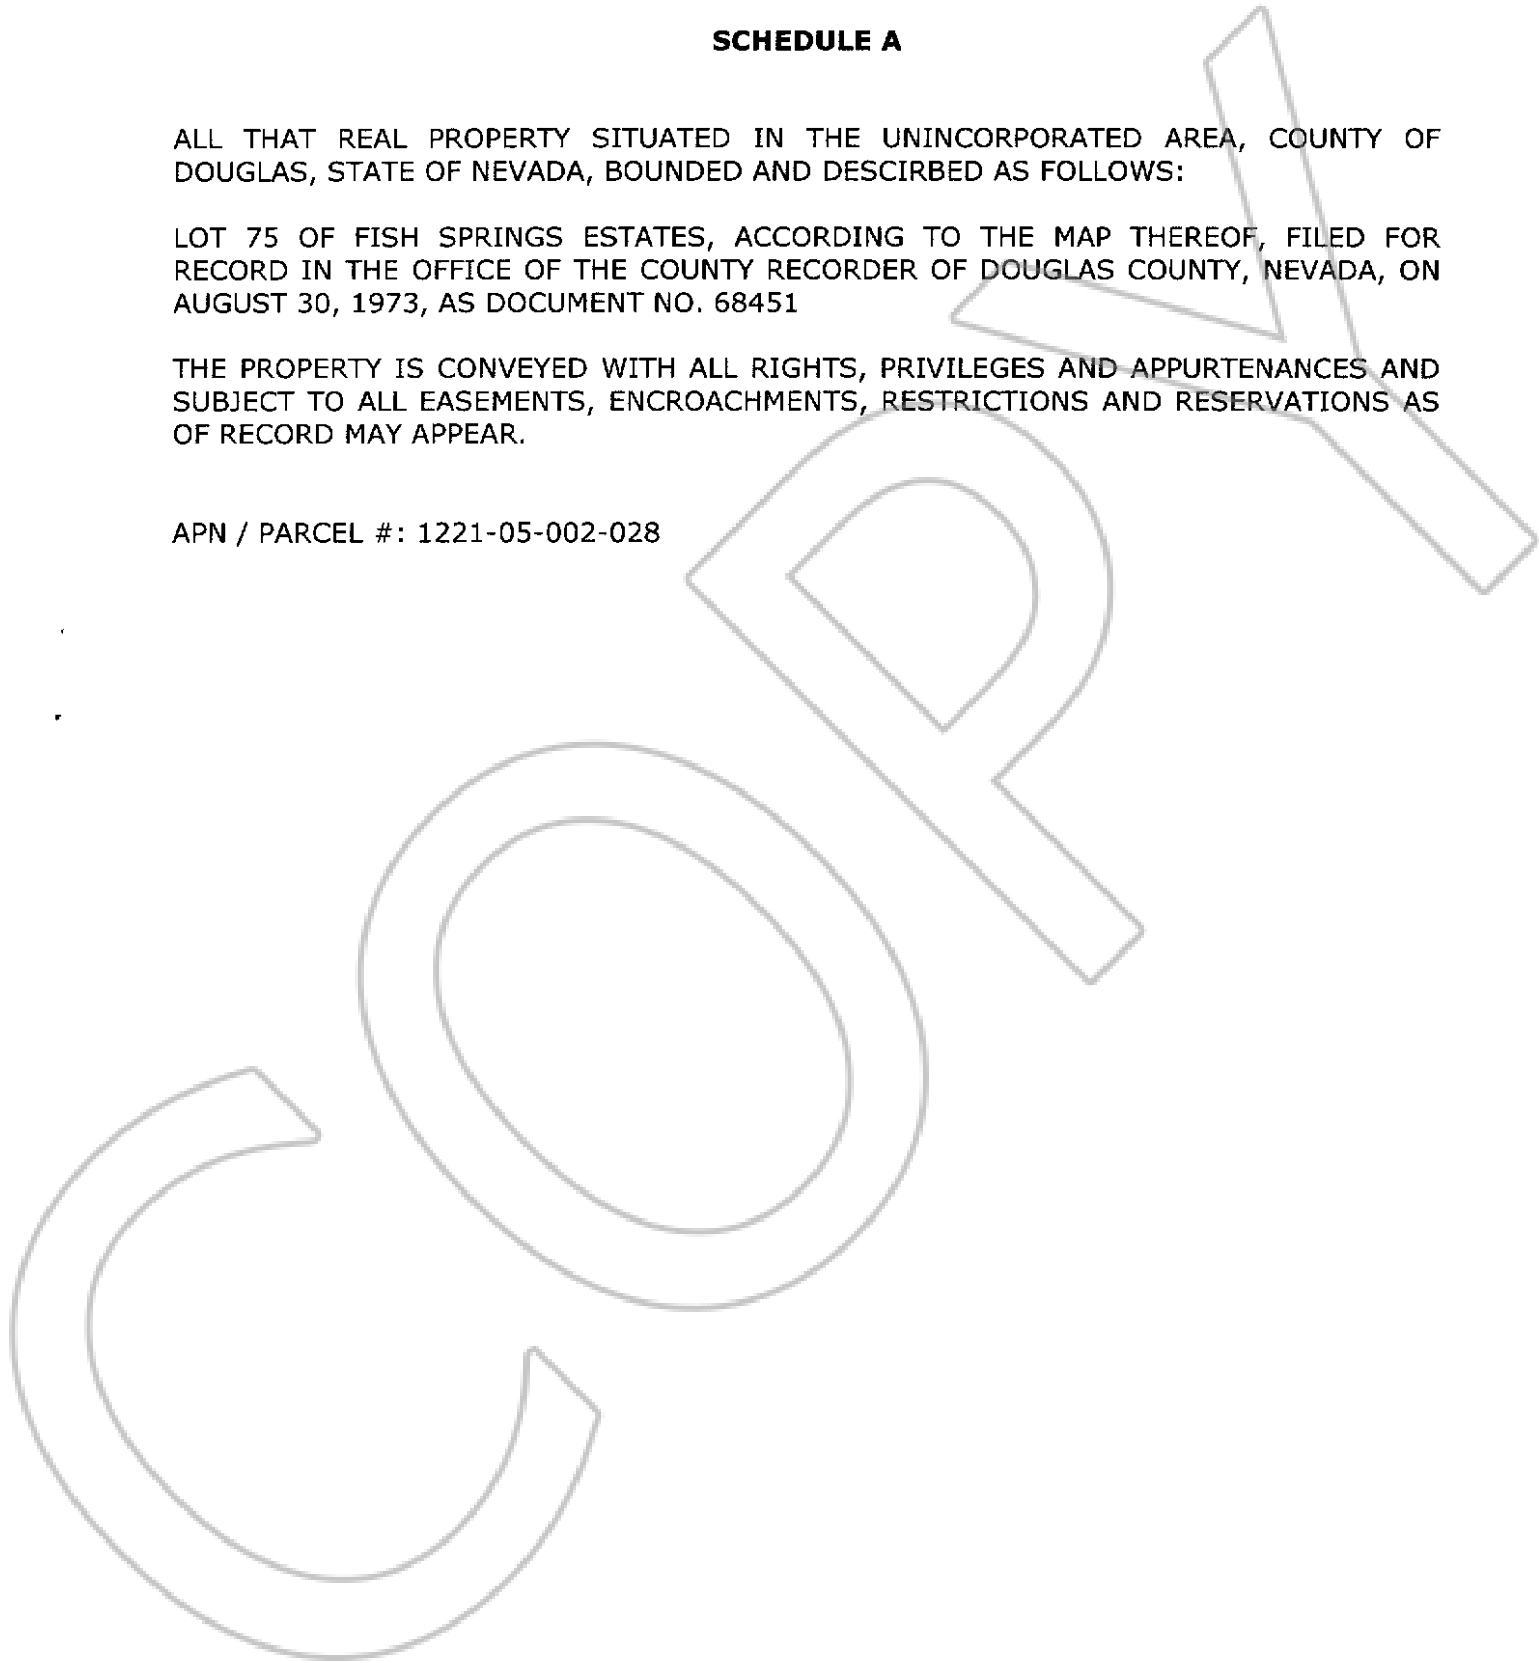 SCHEDULE A
ALL THAT REAL PROPERTY SITUATED IN THE UNINCORPORATED AREA, COUNTY OF
DOUGLAS, STATE OF NEVADA, BOUNDED AND DESCIRBED AS FOLLOWS:
LOT 75 OF FISH SPRINGS ESTATES, ACCORDING TO THE MAP THEREOF, FILED FOR
RECORD IN THE OFFICE OF THE COUNTY RECORDER OF DOUGLAS COUNTY, NEVADA, ON
AUGUST 30, 1973, AS DOCUMENT NO. 68451
THE PROPERTY IS CONVEYED WITH ALL RIGHTS, PRIVILEGES AND APPURTENANCES AND
SUBJECT TO ALL EASEMENTS, ENCROACHMENTS, RESTRICTIONS AND RESERVATIONS AS
OF RECORD MAY APPEAR.
APN / PARCEL #: 1221-05-002-028
COPY